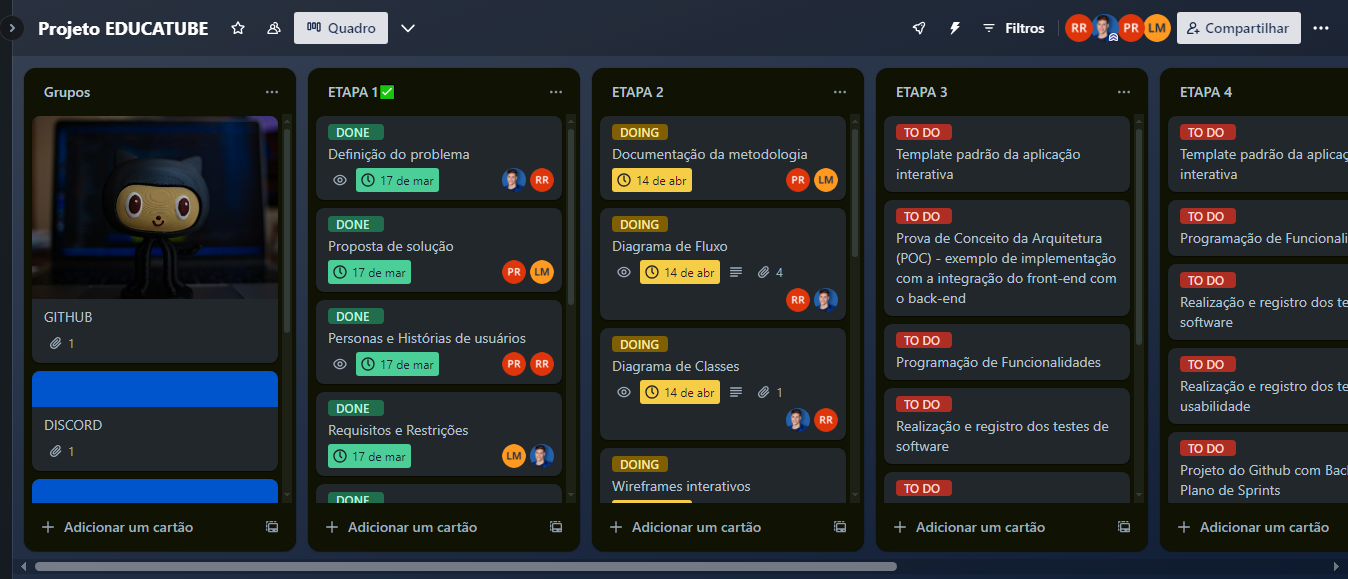 Projeto EDUCATUBE
Quadro
Filtros
RR
PR
LM
Compartilhar
Grupos
GITHUB
1
DISCORD
1
Adicionar um cartão
ETAPA 1✅
DONE
Definição do problema
17 de mar
RR
DONE
Proposta de solução
17 de mar
PR
LM
DONE
Personas e Histórias de usuários
17 de mar
PR
RR
DONE
Requisitos e Restrições
17 de mar
LM
DONE
Adicionar um cartão
ETAPA 2
DOING
Documentação da metodologia
14 de abr
PR
LM
DOING
Diagrama de Fluxo
14 de abr
4
RR
DOING
Diagrama de Classes
14 de abr
1
RR
DOING
Wireframes interativos
Adicionar um cartão
ETAPA 3
TO DO
Template padrão da aplicação
interativa
TO DO
Prova de Conceito da Arquitetura
(POC) - exemplo de implementação
com a integração do front-end com
o back-end
TO DO
Programação de Funcionalidades
TO DO
Realização e registro dos testes de
software
TO DO
Adicionar um cartão
ETAPA 4
TO DO
Template padrão da aplicaç
interativa
TO DO
Programação de Funcionali
TO DO
Realização e registro dos te
software
TO DO
Realização e registro dos te
usabilidade
TO DO
Projeto do Github com Bac
Plano de Sprints
Adicionar um cartão